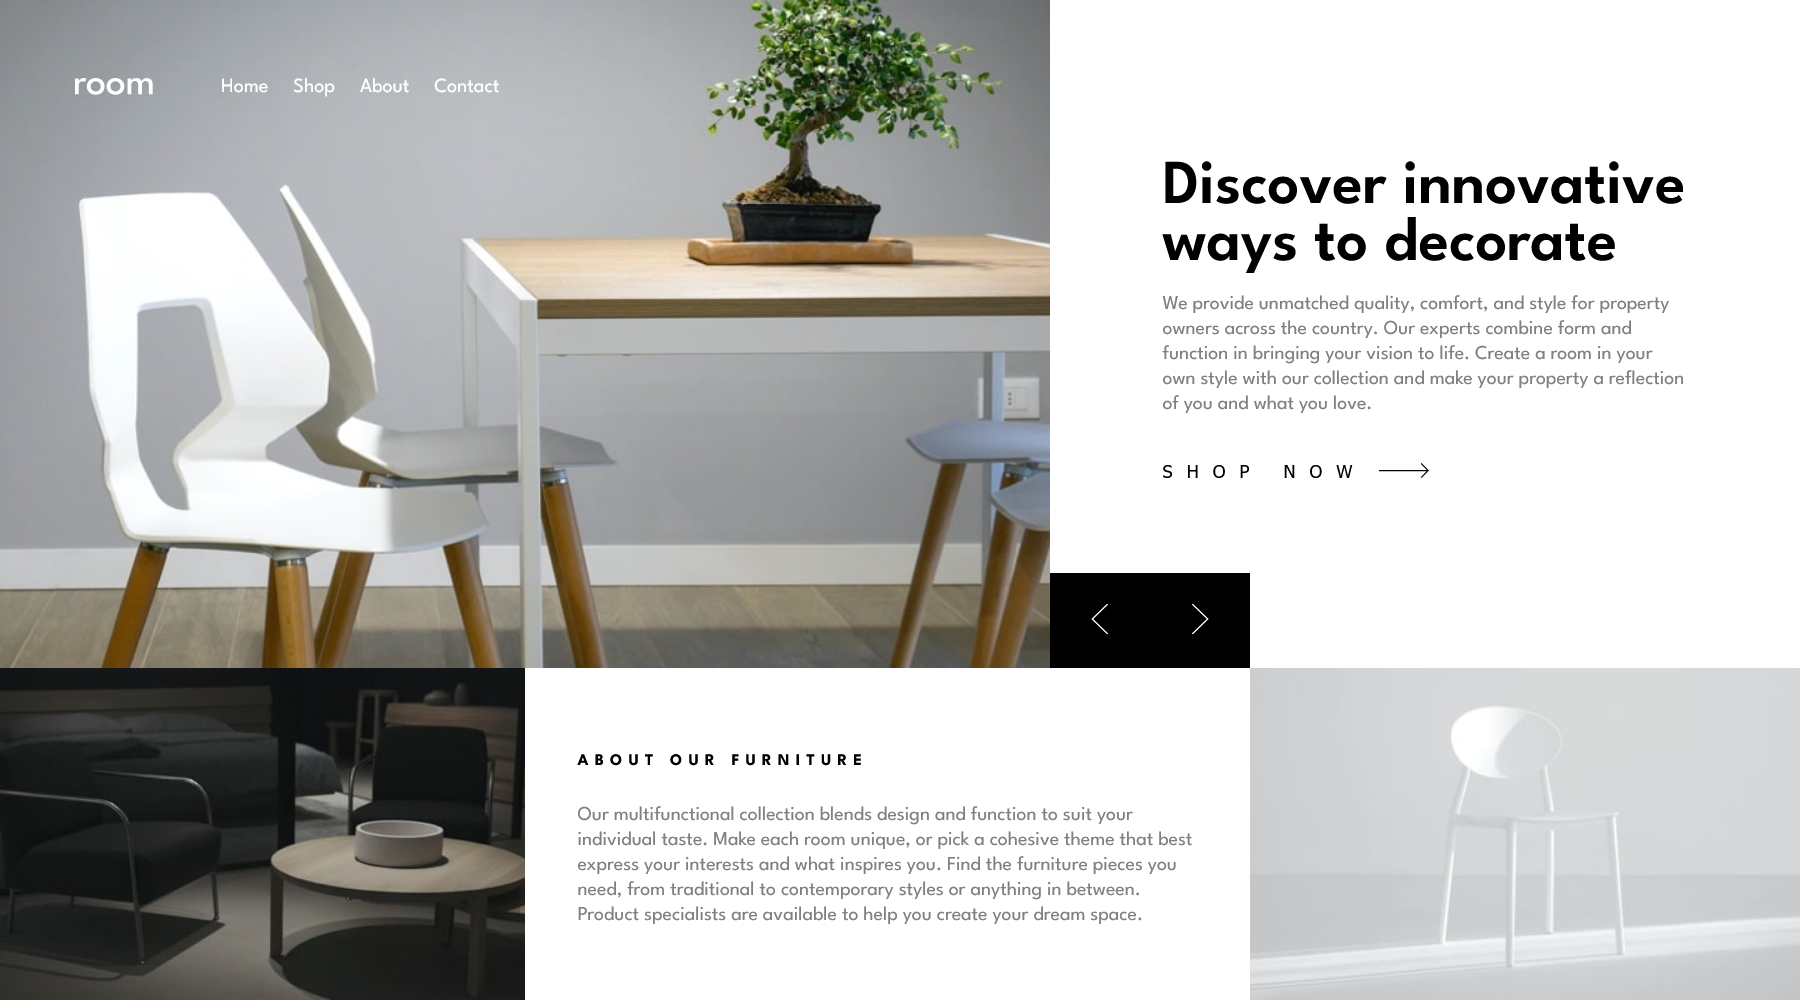 room
Home Shop About Contact
Discover innovative
ways to decorate
We provide unmatched quality, comfort, and style for property
owners across the country. Our experts combine form and
function in bringing your vision to life. Create a room in your
own style with our collection and make your property a reflection
of you and what you love.
SHOP NOW
ABOUT OUR FURNITURE
Our multifunctional collection blends design and function to suit your
individual taste. Make each room unique, or pick a cohesive theme that best
express your interests and what inspires you. Find the furniture pieces you
need, from traditional to contemporary styles or anything in between.
Product specialists are available to help you create your dream space.